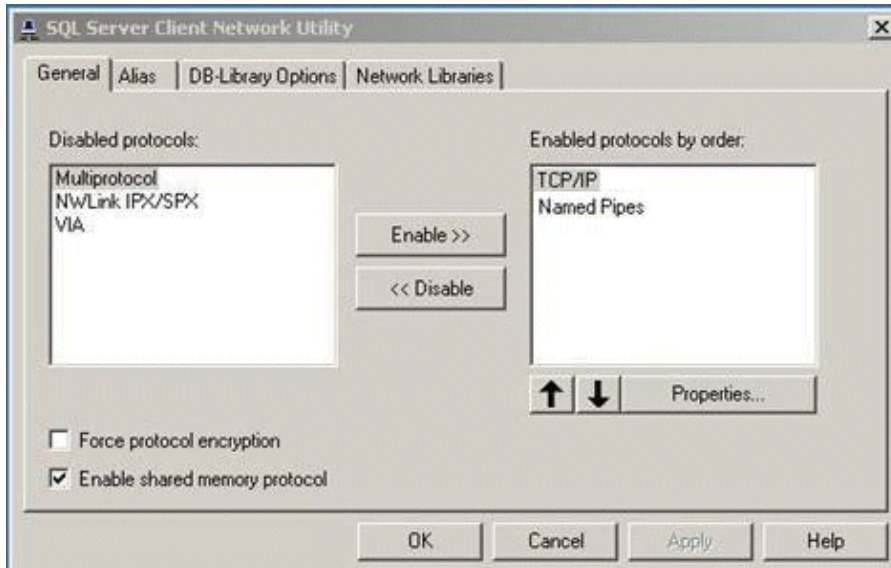 SQL Server Client Network Utility
General
Alias
DB-Library Options
Network Libraries
Disabled protocols:
Multiprotocol
NWLink IPX/SPX
VIA
Enable >>
<< Disable
Enabled protocols by order:
TCP/IP
Named Pipes
Properties...
Force protocol encryption
Enable shared memory protocol
OK
Cancel
Apply
Help